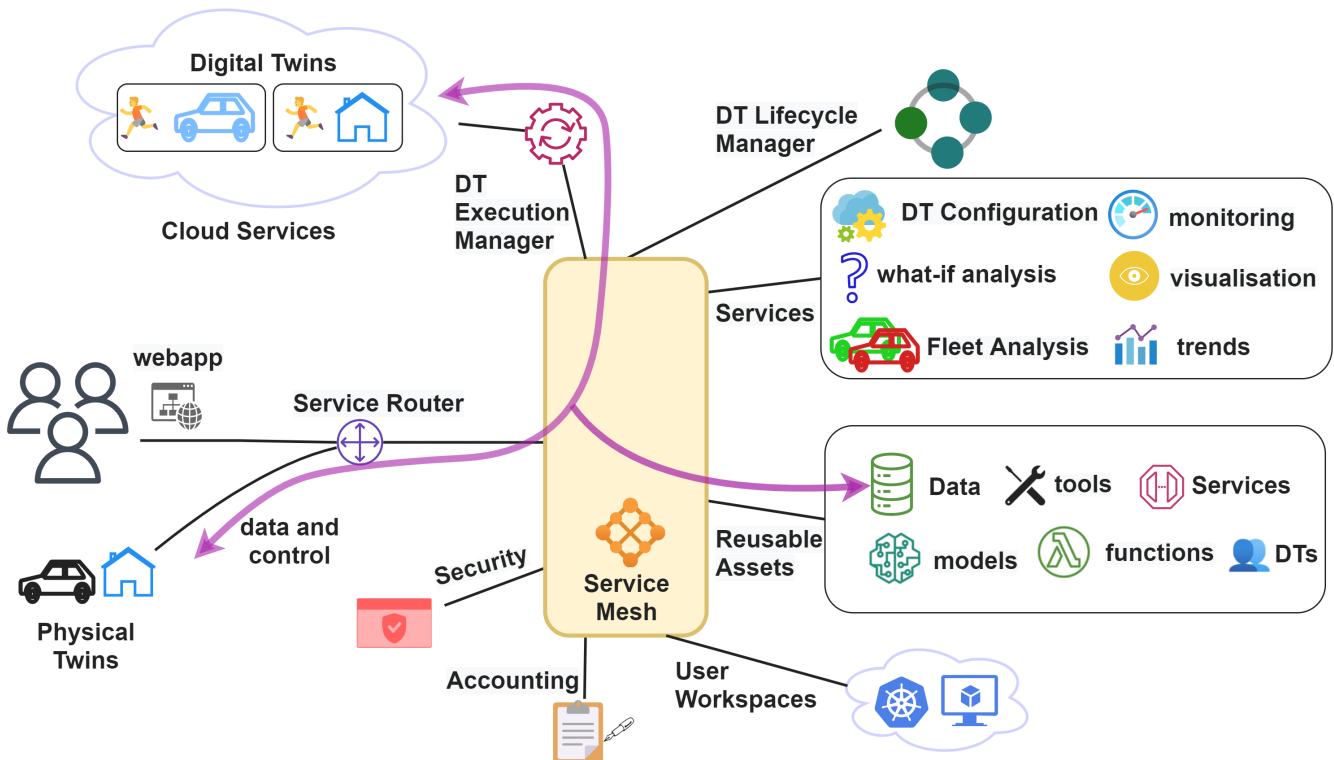 Digital Twins
Cloud Services
DT
Execution
Manager
DT Lifecycle
Manager
DT Configuration
monitoring
what-if analysis
visualisation
Fleet Analysis
trends
Services
webapp
Service Router
data and
control
Physical
Twins
Security
Service
Mesh
Reusable
Assets
Data
tools
Services
models
functions
DTs
Accounting
User
Workspaces